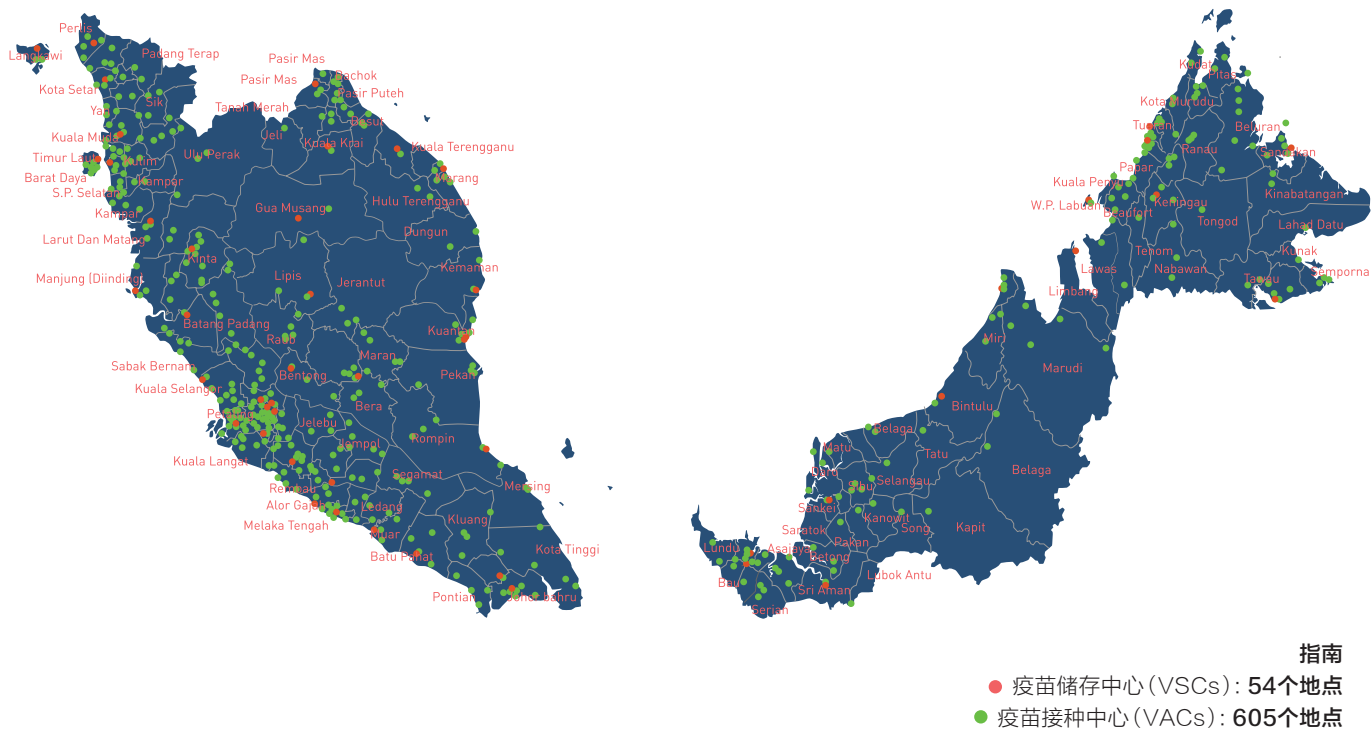 Perlis
Langkawi
Padang Terap
Kota Setar
Yan
Sik
Kuala Muda
Timur Laut
Kulim
Barat Daya
S.P. Selatan
Kampar
Kampar
Larut Dan Matang
Kinta
Manjung (Diinding)
Batang Padang
Ulu Perak
Pasir Mas
Pasir Mas
Bachok
Pasir Puteh
Tanah Merah
Besut
Jeli
Kuala Krai
Kuala Terengganu
Marang
Hulu Terengganu
Gua Musang
Dungun
Kemaman
Lipis
Jerantut
Raub
Kuantan
Maran
Sabak Bernam
Bentong
Pekan
Kuala Selangor
Bera
Jelebu
Rompin
Jempol
Kuala Langat
Segamat
Rembau
Mersing
Alor Gajah
Ledang
Melaka Tengah
Kluang
Muar
Batu Pahat
Kota Tinggi
Pontian
Johor Bahru
Kudat
Pitas
Kota Marudu
Tuaran
Beluran
Ranau
Sandakan
Papar
Kuala Penyu
Kinabatangan
W.P. Labuan
Beaufort
Keningau
Tongod
Lahad Datu
Tenom
Kunak
Lawas
Nabawan
Tawau
Semporna
Limbang
Miri
Marudi
Bintulu
Belaga
Matu
Tatu
Daro
Belaga
Selangau
Sibu
Sarikei
Kanowit
Song
Kapit
Saratok
Pakan
Lundu
Asajaya
Betong
Bau
Lubok Antu
Sri Aman
Serian
指南
疫苗储存中心（VSCs）: 54个地点
疫苗接种中心（VACs）: 605个地点